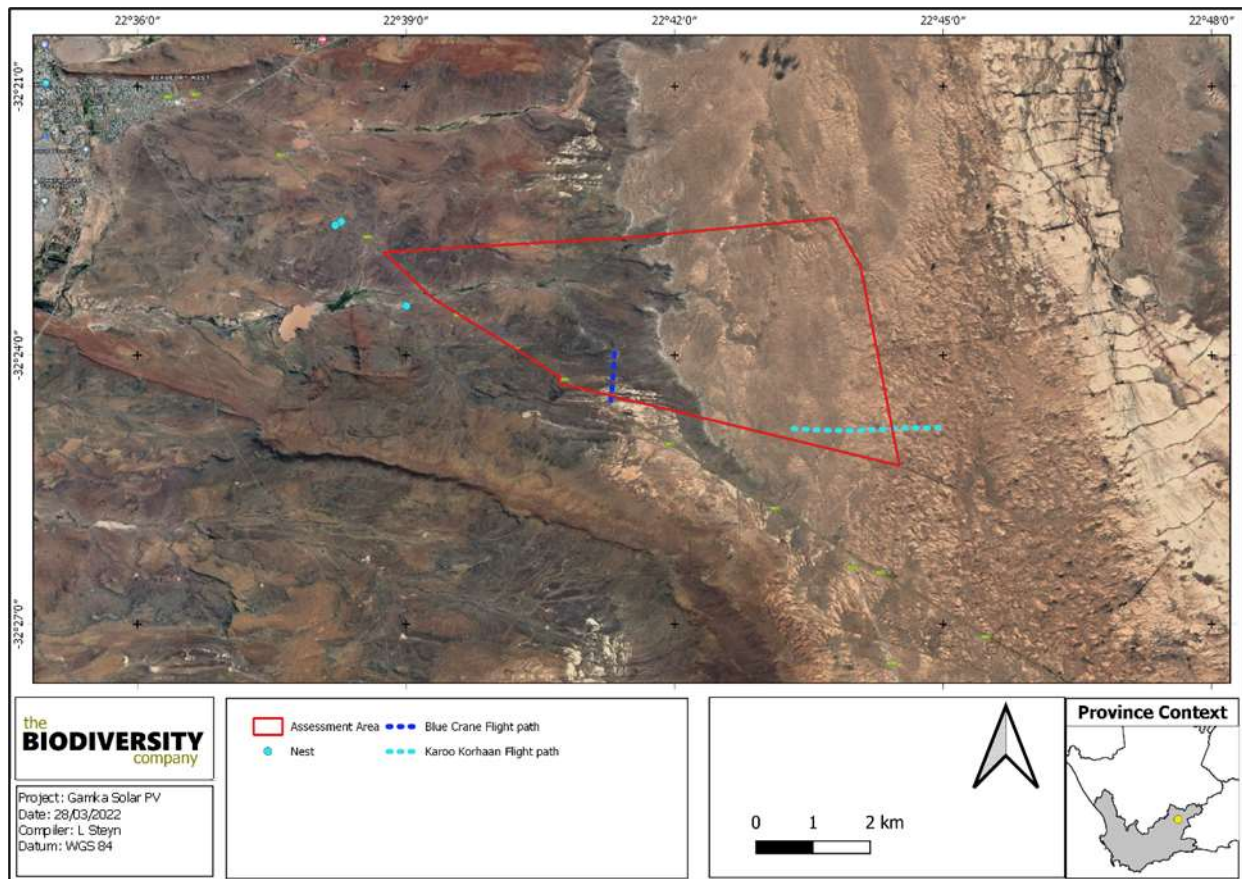 22°36'0"
22°39'0"
22°42'0"
22°45'0"
22°48'0"
-32°21'0"
-32°24'0"
-32°27'0"
BEAUFORT WEST
the
BIODIVERSITY
company
Project: Gamka Solar PV
Date: 28/03/2022
Compiler: L Steyn
Datum: WGS 84
Assessment Area
Blue Crane Flight path
Nest
Karoo Korhaan Flight path
0 1 2 km
Province Context